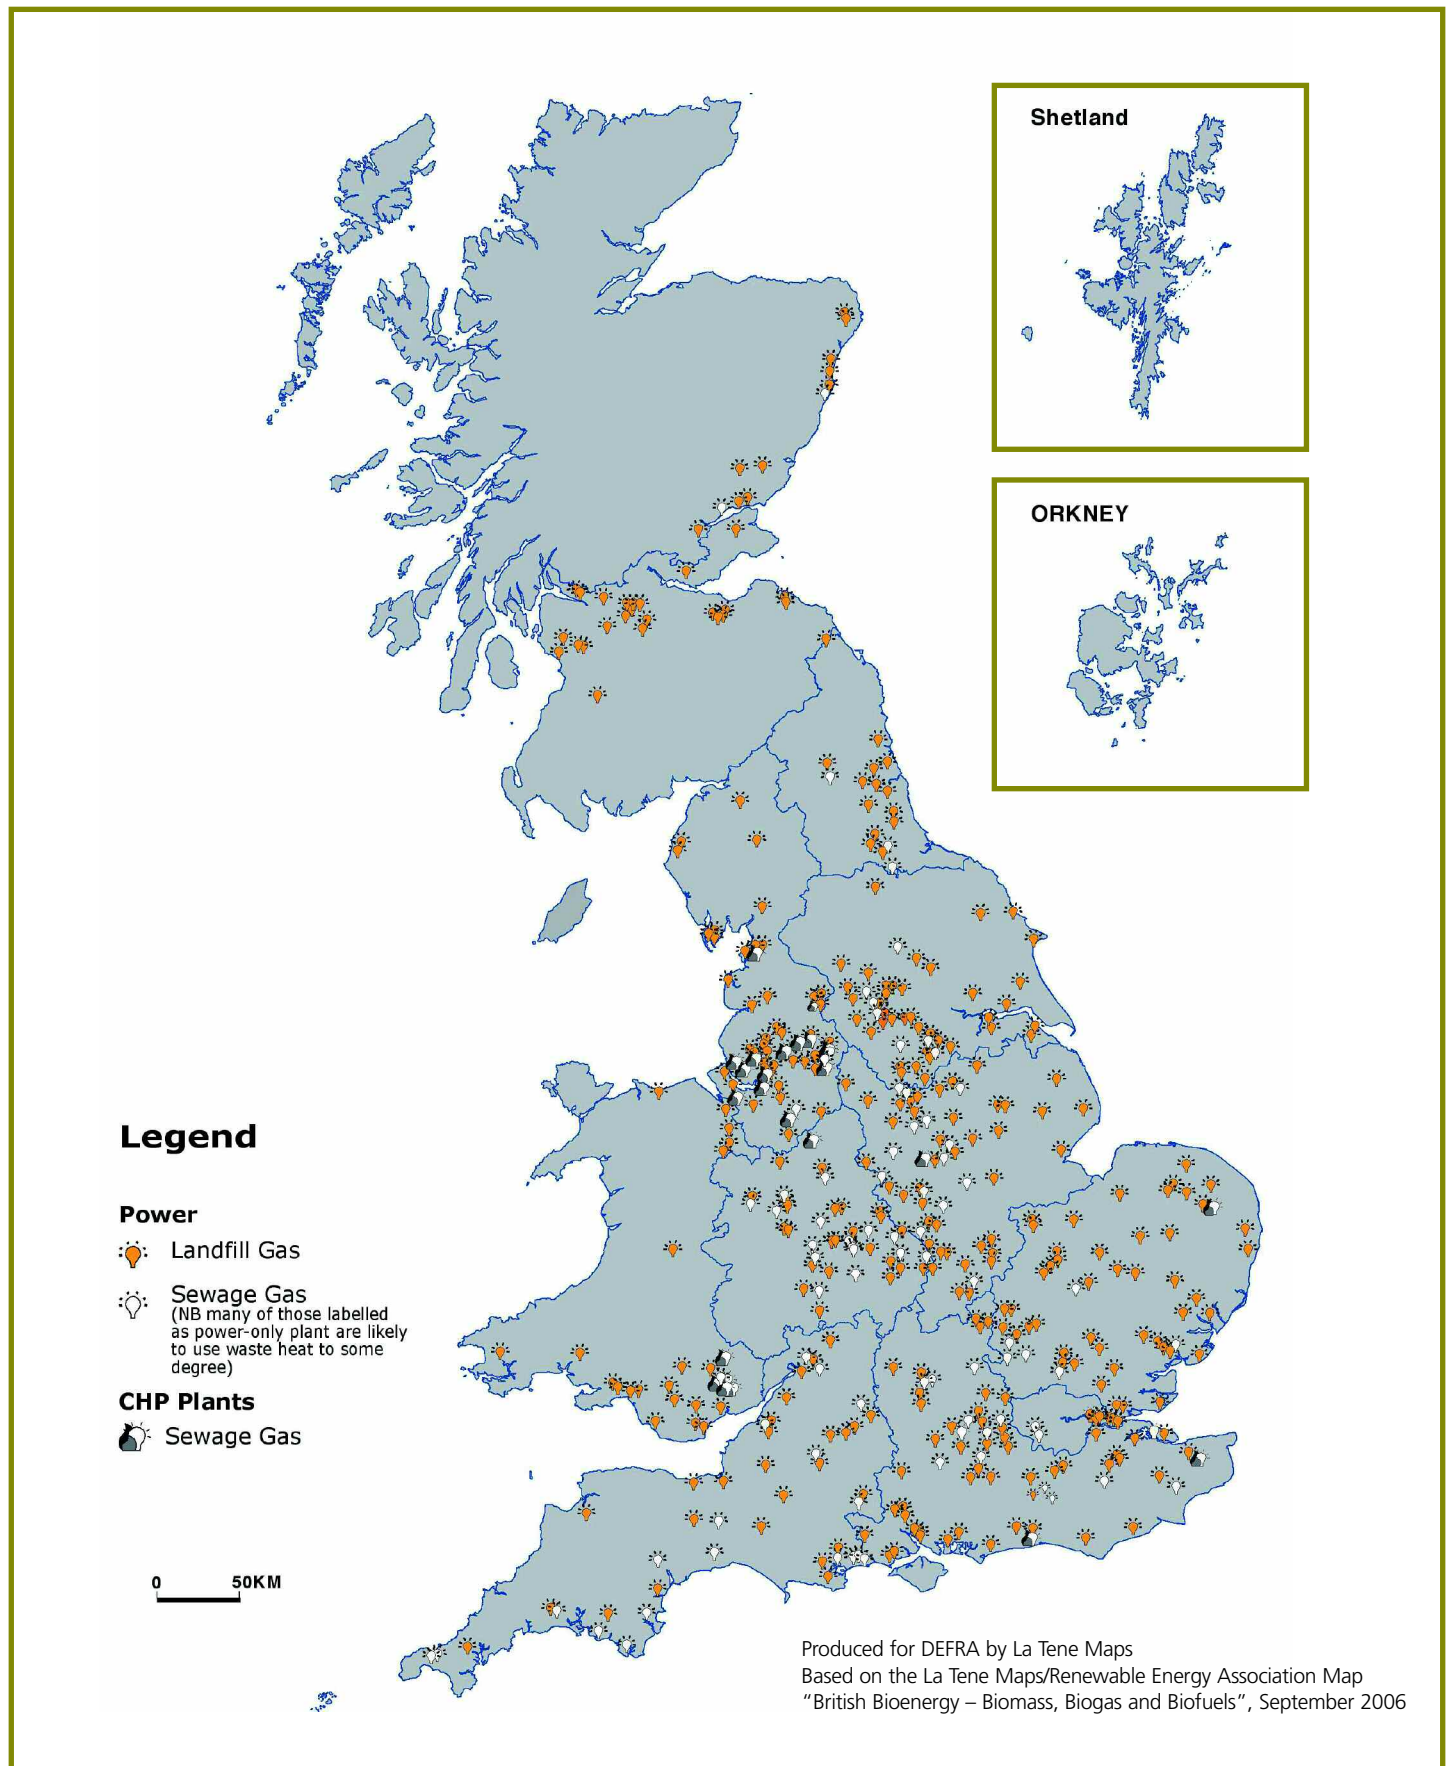 Shetland
ORKNEY
Legend
Power
Landfill Gas
Sewage Gas
(NB many of those labelled
as power-only plant are likely
to use waste heat to some
degree)
CHP Plants
Sewage Gas
0 50KM
Produced for DEFRA by La Tene Maps
Based on the La Tene Maps/Renewable Energy Association Map
“British Bioenergy – Biomass, Biogas and Biofuels”, September 2006